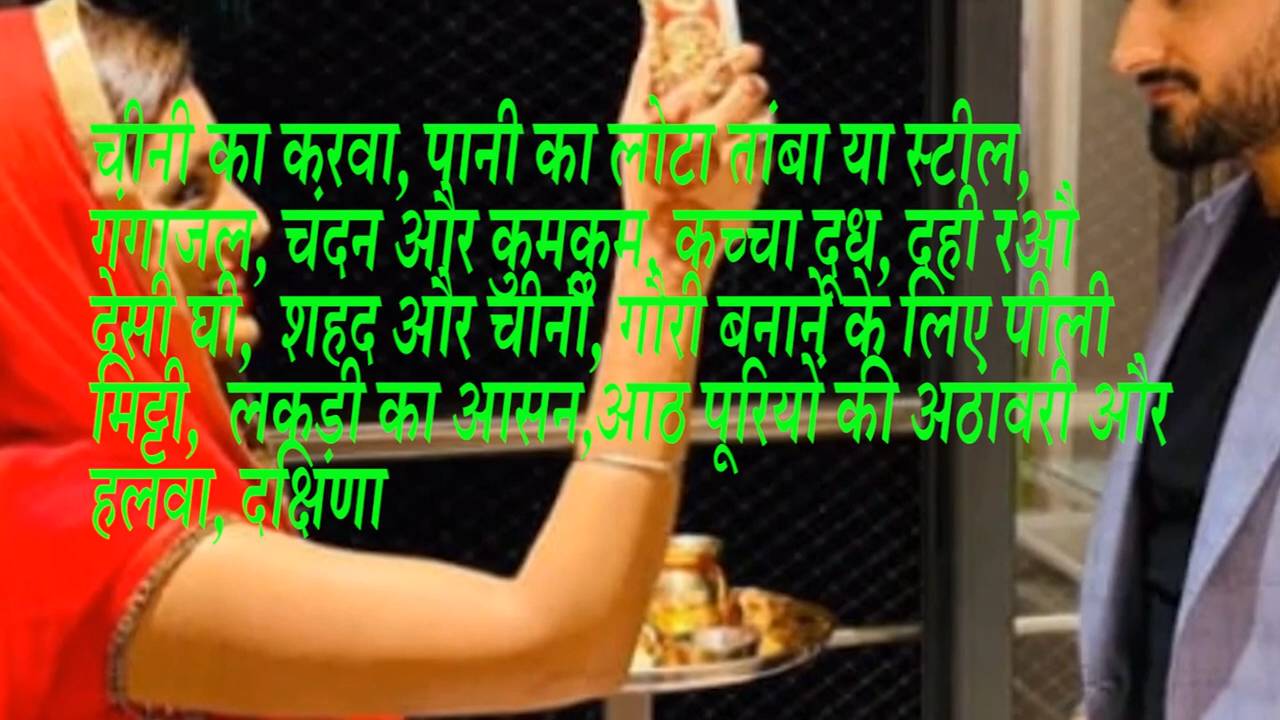 चीनी का करवा, पानी का लोटा तांबा या स्टील,
गंगाजल, चंदन और कुमकुम, कच्चा दूध, दही रऔ
देसी घी, शहद और चीनी, गौरी बनाने के लिए पीली
मिट्टी, लकड़ी का आसन,आठ पूरियों की अठावरी और
हलवा, दक्षिणा